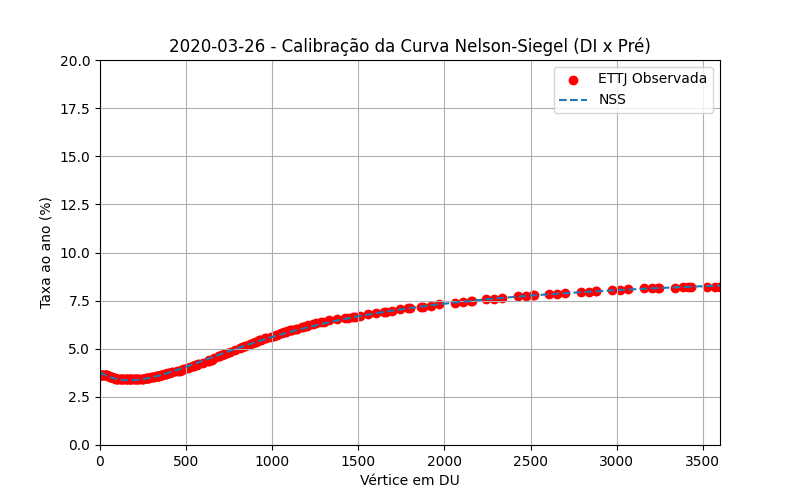 2020-03-26 - Calibração da Curva Nelson-Siegel (DI x Pré)
ETTJ Observada
NSS
Taxa ao ano (%)
20.0
17.5
15.0
12.5
10.0
7.5
5.0
2.5
0.0
0 500 1000 1500 2000 2500 3000 3500
Vértice em DU